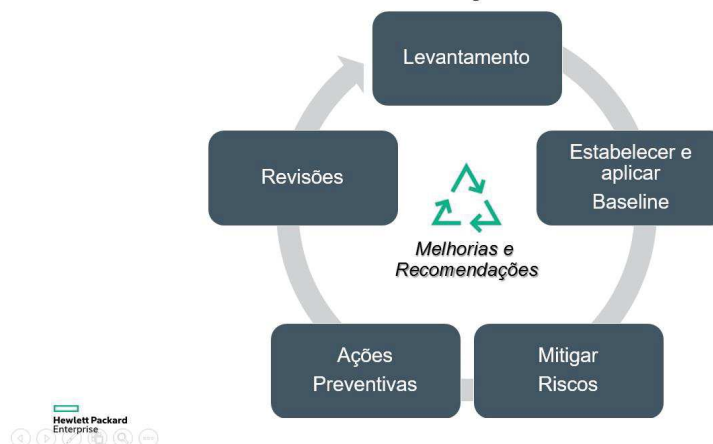 Levantamento
Estabelecer e
aplicar
Baseline
Mitigar
Riscos
Ações
Preventivas
Revisões
Melhorias e
Recomendações
Hewlett Packard
Enterprise